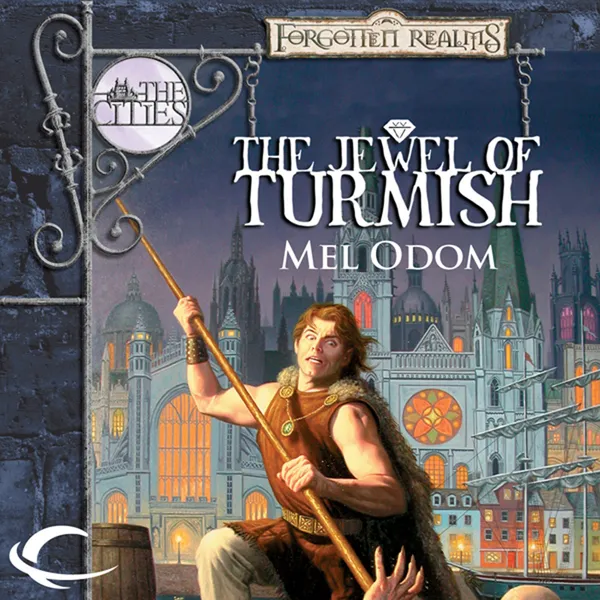 FORGOTTEN REALMS
THE
CITIES
THE JEWEL OF
TURMISH
MEL ODOM